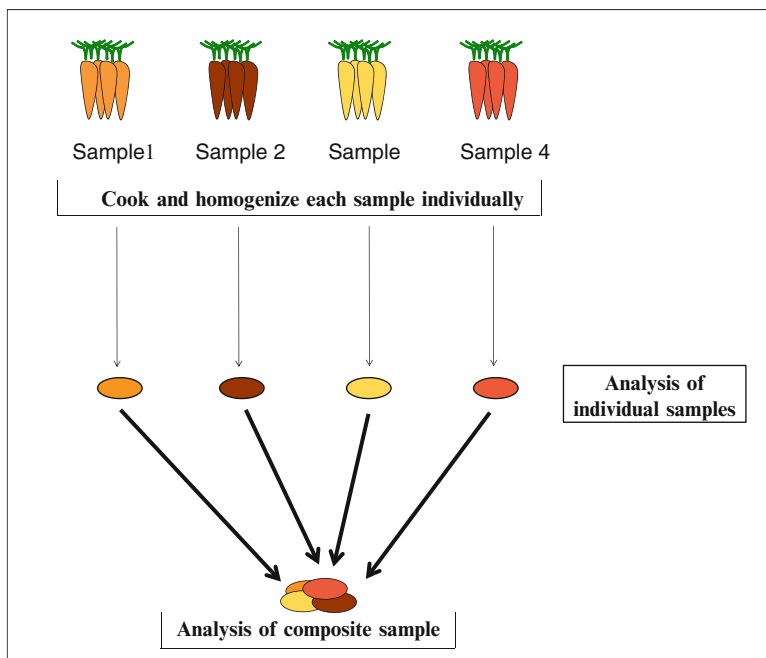 Sample1 Sample 2 Sample Sample 4
Cook and homogenize each sample individually
Analysis of
individual samples
Analysis of composite sample